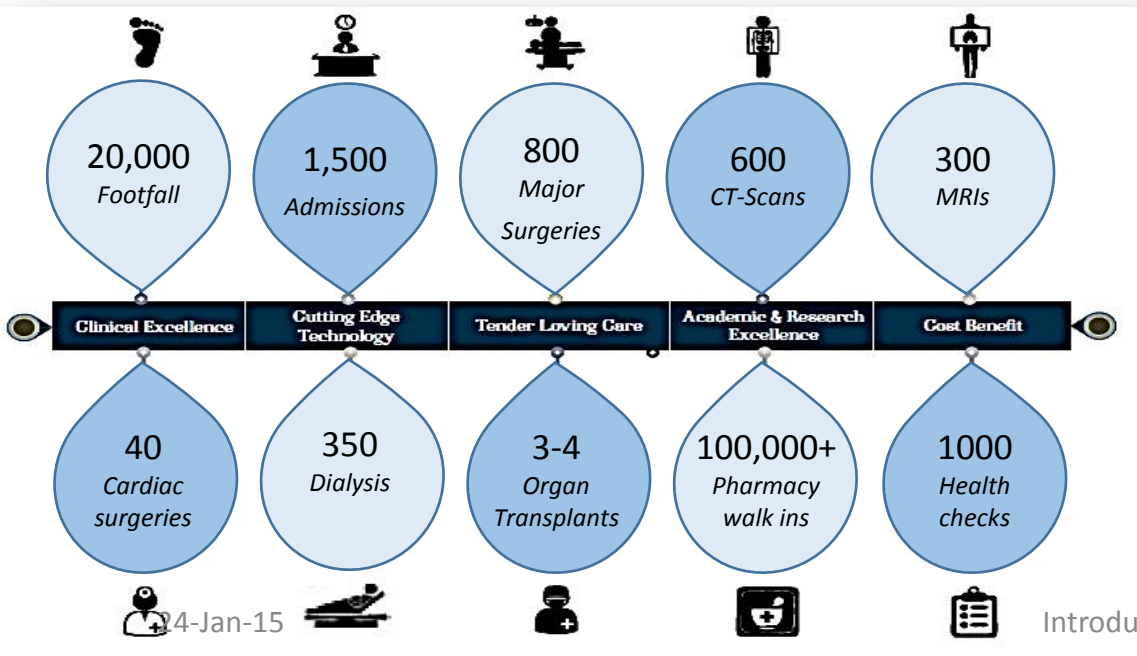 20,000
Footfall
1,500
Admissions
800
Major
Surgeries
600
CT-Scans
300
MRIs
Clinical Excellence
Cutting Edge
Technology
Tender Loving Care
Academic & Research
Excellence
Cost Benefit
40
Cardiac
surgeries
350
Dialysis
3-4
Organ
Transplants
100,000+
Pharmacy
walk ins
1000
Health
checks
24-Jan-15
Introdu